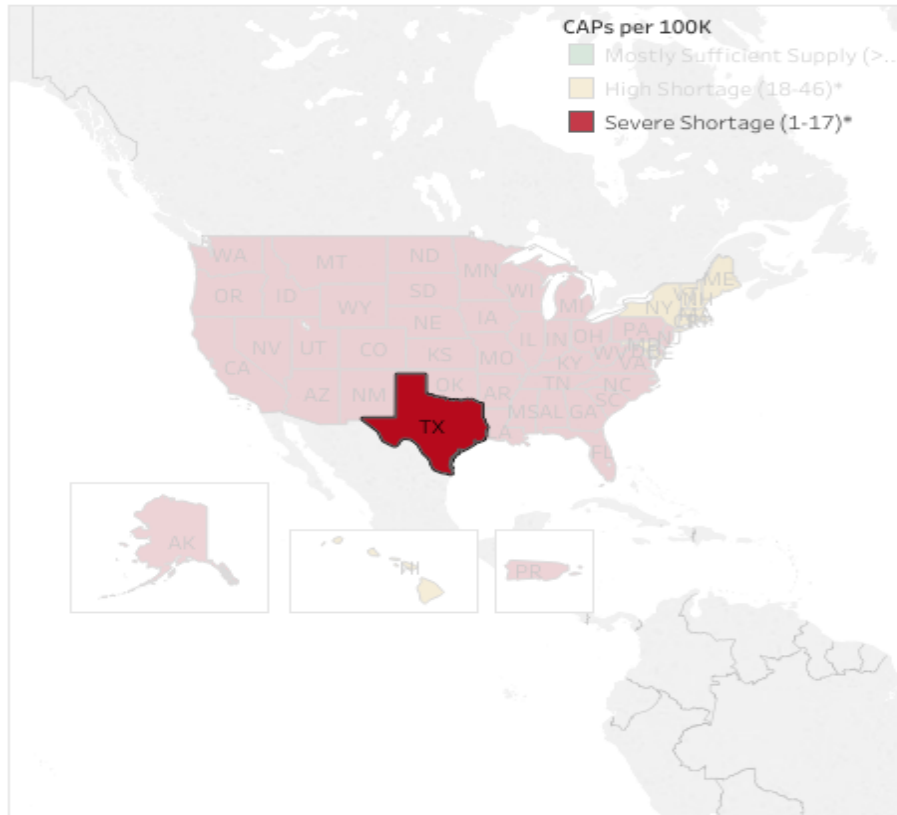 CAPs per 100K
Mostly Sufficient Supply (>...
High Shortage (18-46)*
Severe Shortage (1-17)*
WA
MT
ND
MN
ME
OR
ID
SD
WI
MI
NY
WY
IA
NE
PA
NV
UT
CO
IL
IN
OH
CA
KS
MO
WV
DE
KY
VA
AZ
NM
OK
AR
TN
NC
SC
MS
AL
GA
TX
LA
FL
AK
HI
PR